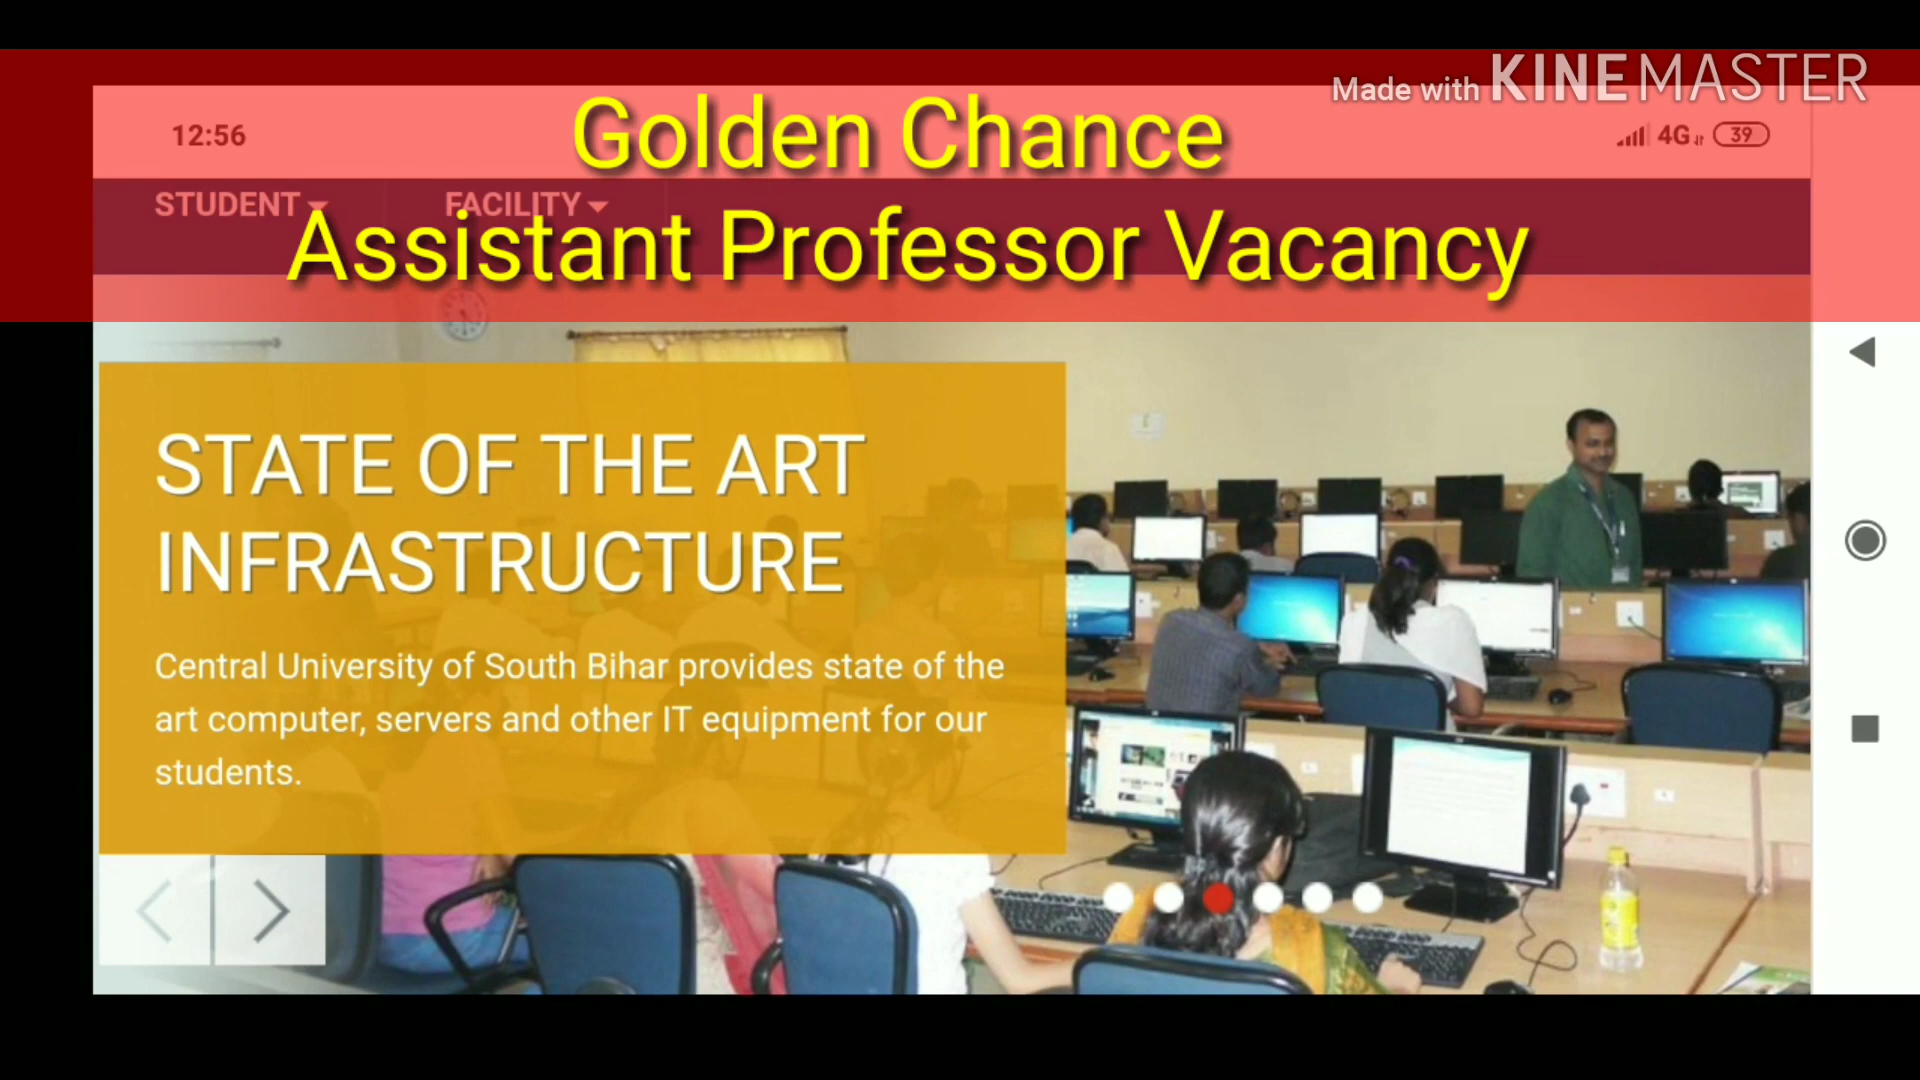 Made with KINEMASTER
Golden Chance
12:56
4G
39
STUDENT
FACILITY
Assistant Professor Vacancy
STATE OF THE ART
INFRASTRUCTURE
Central University of South Bihar provides state of the
art computer, servers and other IT equipment for our
students.